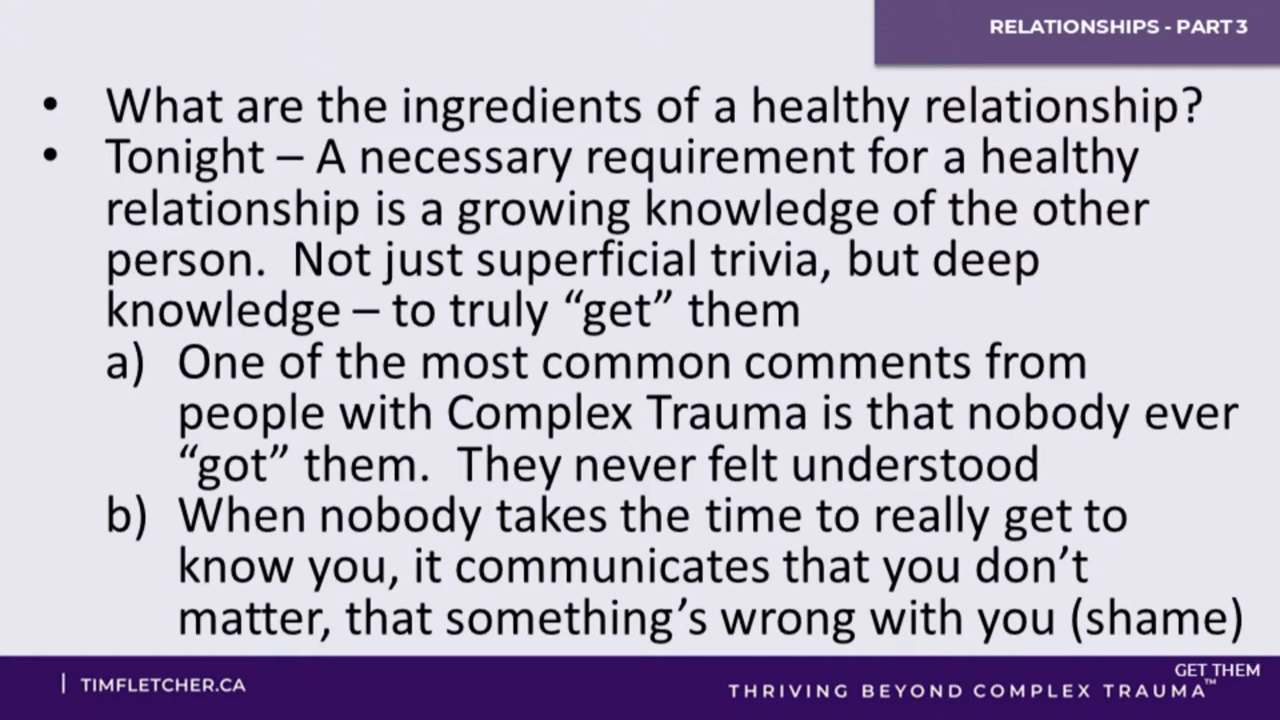 RELATIONSHIPS - PART 3
• What are the ingredients of a healthy relationship?
• Tonight – A necessary requirement for a healthy
relationship is a growing knowledge of the other
person.  Not just superficial trivia, but deep
knowledge – to truly “get” them
a) One of the most common comments from
people with Complex Trauma is that nobody ever
“got” them.  They never felt understood
b) When nobody takes the time to really get to
know you, it communicates that you don’t
matter, that something’s wrong with you (shame)
| TIMFLETCHER.CA
GET THEM
THRIVING BEYOND COMPLEX TRAUMA™